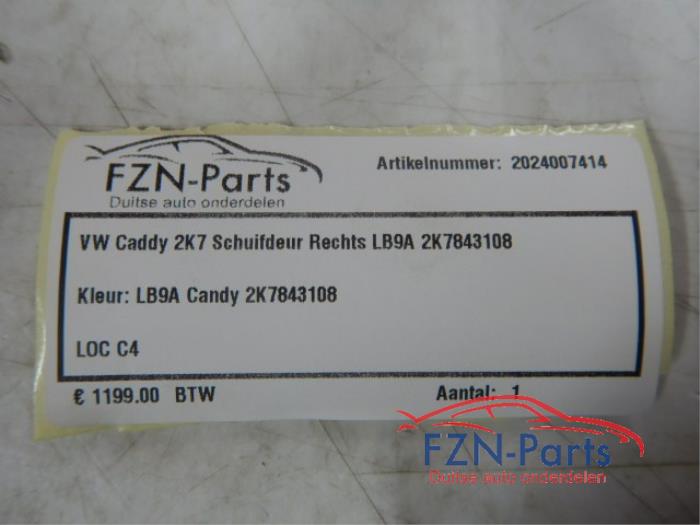 FZN-Parts
Duitse auto onderdelen
Artikelnummer: 2024007414
VW Caddy 2K7 Schuifdeur Rechts LB9A 2K7843108
Kleur: LB9A Candy 2K7843108
LOC C4
€ 1199.00 BTW
Aantal: 1
FZN-Parts
Duitse auto onderdelen